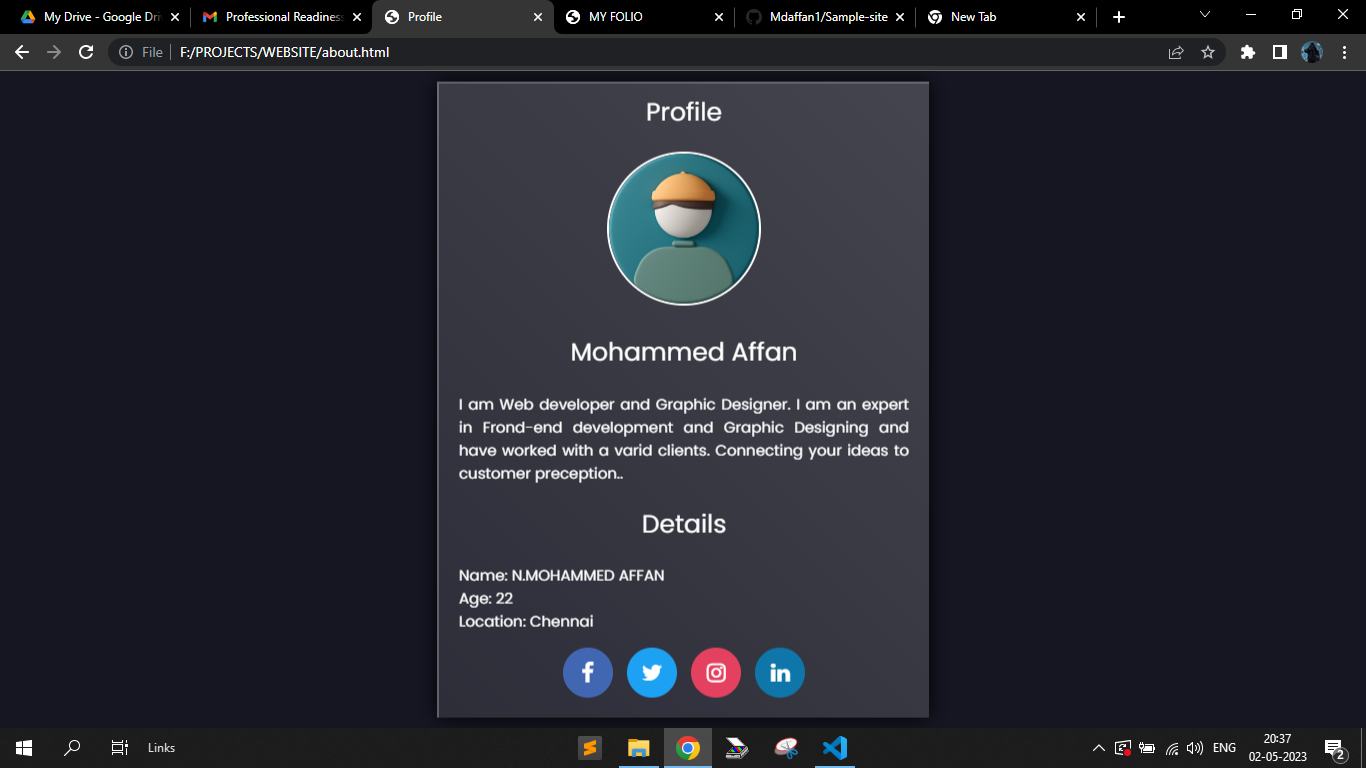 My Drive - Google Dri
Professional Readiness
Profile
MY FOLIO
Mdaffan1/Sample-site
New Tab
File
F:/PROJECTS/WEBSITE/about.html
Profile
Mohammed Affan
I am Web developer and Graphic Designer. I am an expert
in Frond-end development and Graphic Designing and
have worked with a varid clients. Connecting your ideas to
customer preception..
Details
Name: N.MOHAMMED AFFAN
Age: 22
Location: Chennai
Links
ENG
20:37
02-05-2023
2